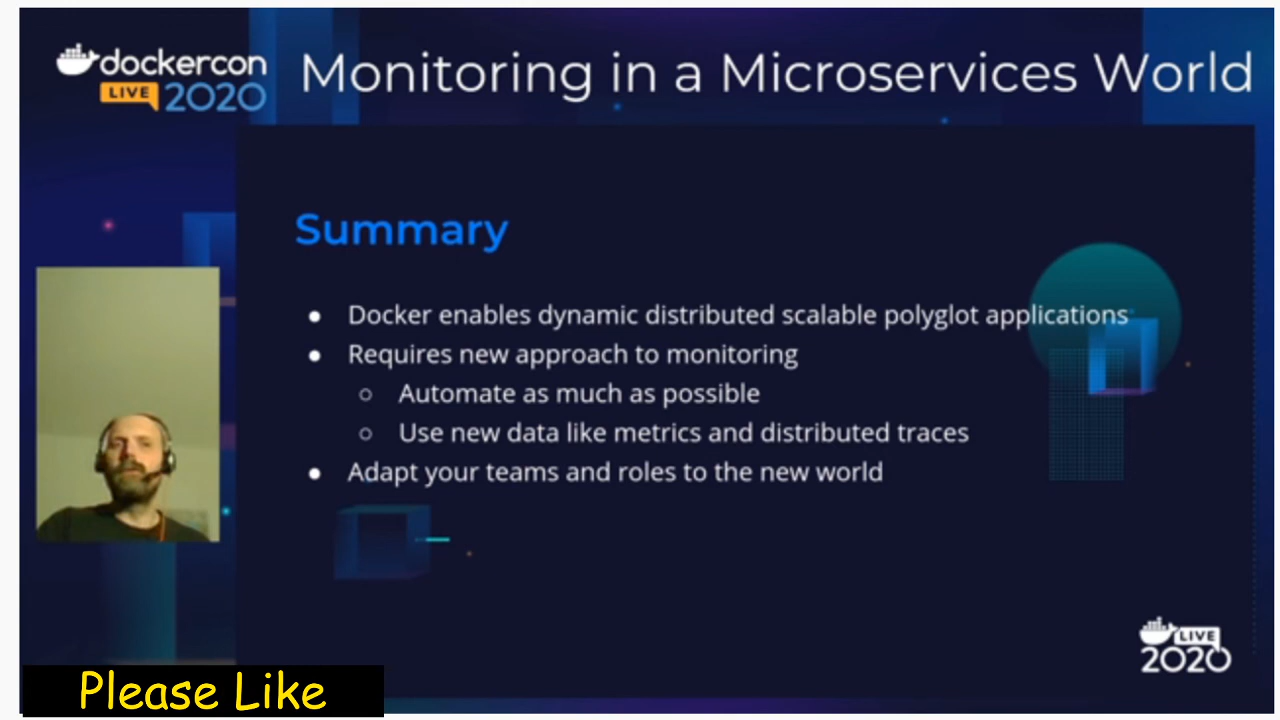 dockercon
LIVE 2020
Monitoring in a Microservices World
Summary
● Docker enables dynamic distributed scalable polyglot applications
● Requires new approach to monitoring
○ Automate as much as possible
○ Use new data like metrics and distributed traces
● Adapt your teams and roles to the new world
LIVE
2020
Please Like